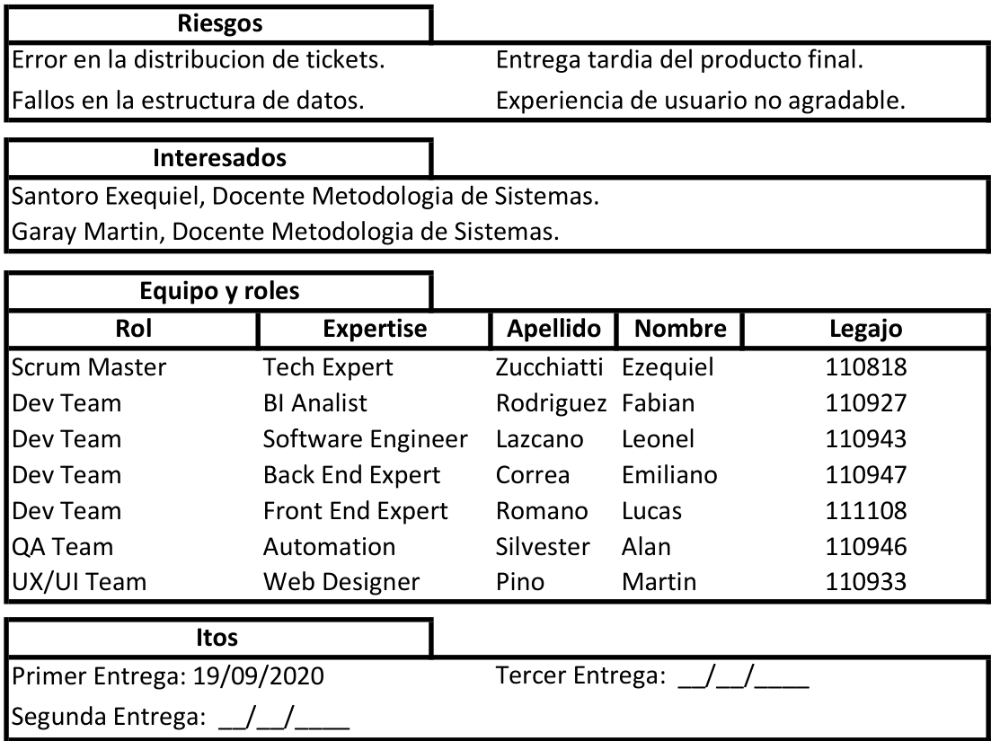 Riesgos
Error en la distribucion de tickets. Entrega tardia del producto final.
Fallos en la estructura de datos. Experiencia de usuario no agradable.
Interesados
Santoro Exequiel, Docente Metodologia de Sistemas.
Garay Martin, Docente Metodologia de Sistemas.
Equipo y roles
Rol Expertise Apellido Nombre Legajo
Scrum Master Tech Expert Zucchiatti Ezequiel 110818
Dev Team BI Analist Rodriguez Fabian 110927
Dev Team Software Engineer Lazcano Leonel 110943
Dev Team Back End Expert Correa Emiliano 110947
Dev Team Front End Expert Romano Lucas 111108
QA Team Automation Silvester Alan 110946
UX/UI Team Web Designer Pino Martin 110933
Itos
Primer Entrega: 19/09/2020 Tercer Entrega: __/__/____
Segunda Entrega: __/__/____